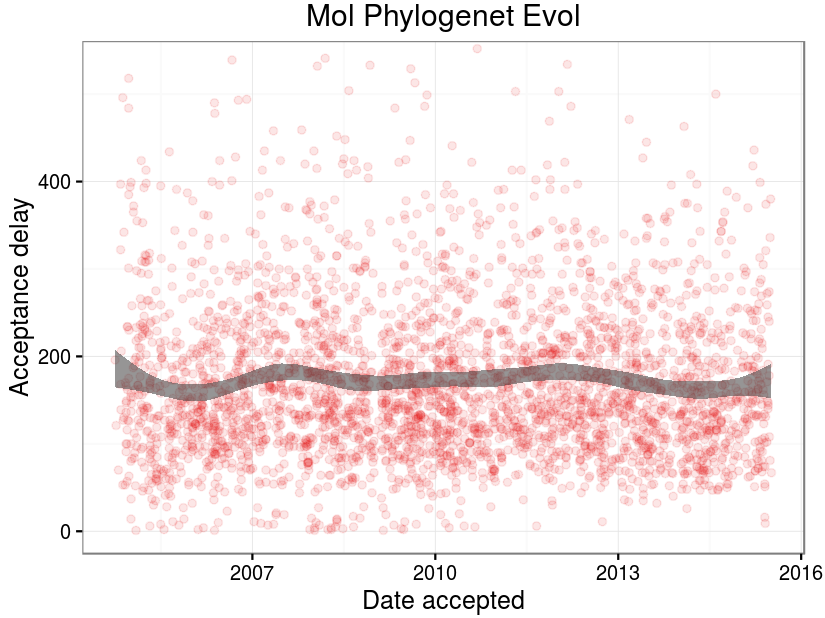 Mol Phylogenet Evol
Acceptance delay
400
200
0
2007 2010 2013 2016
Date accepted